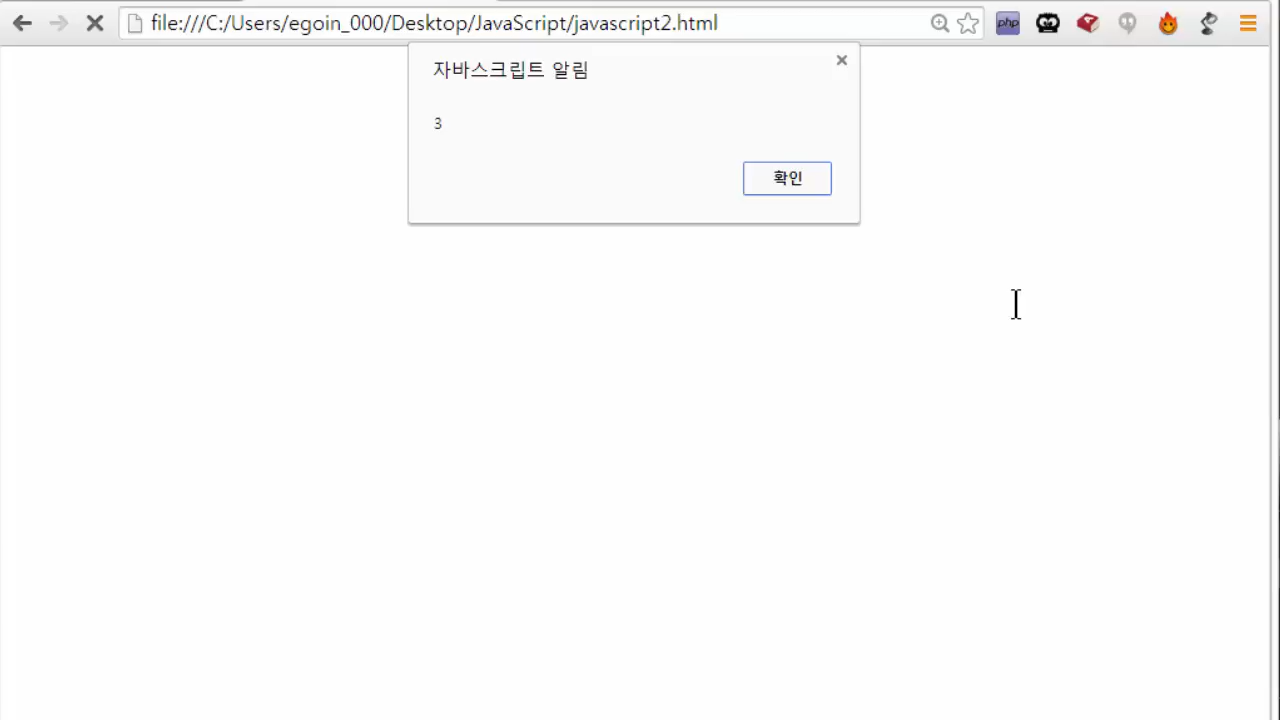 file:///C:/Users/egoin_000/Desktop/JavaScript/javascript2.html
php
자바스크립트 알림
3
확인